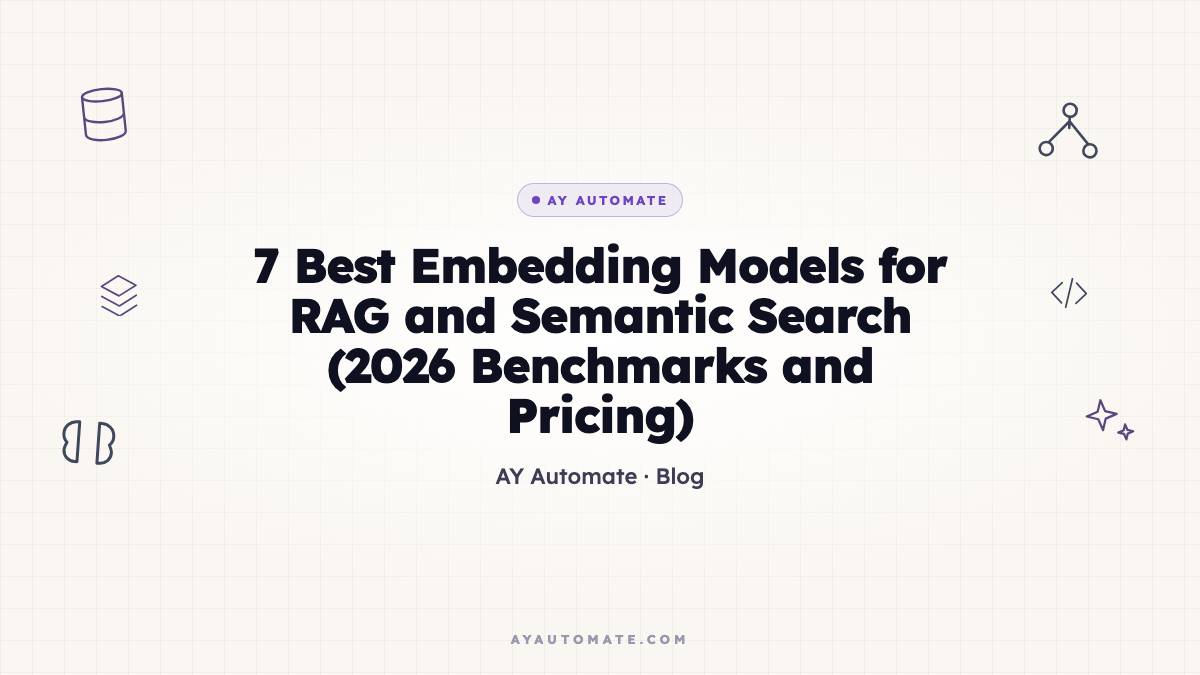 AY AUTOMATE
7 Best Embedding Models for
RAG and Semantic Search
(2026 Benchmarks and
Pricing)
AY Automate · Blog
AYAUTOMATE.COM